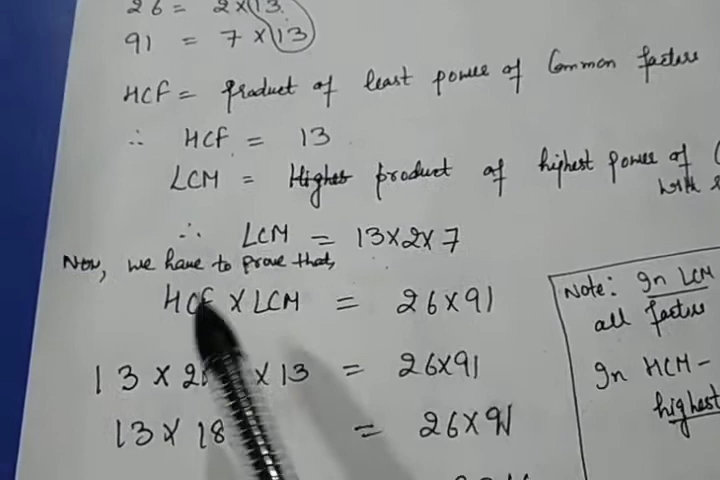 26 = 2×13
91 = 7×13
HCF = Product of least power of Common factors
∴ HCF = 13
LCM = Highes product of highest power of
with
∴ LCM = 13×2×7
Now, we have to prove that,
HCF × LCM = 26×91
13 × 2 × 13 = 26×91
13 × 18 = 26×91
Note: In LCM
all factors
In HCM –
highest